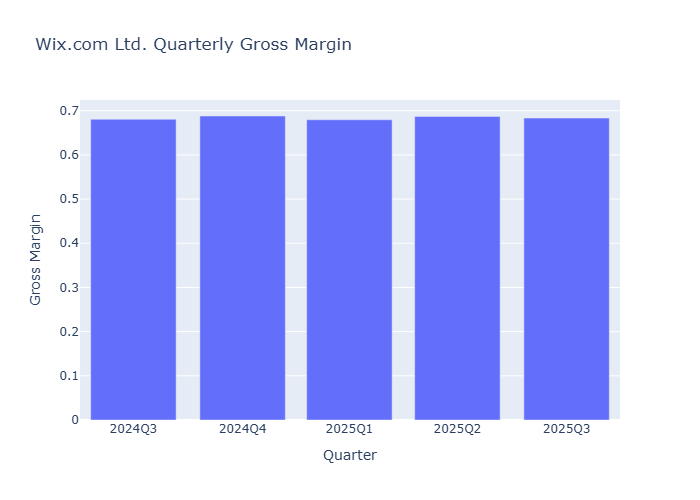 Wix.com Ltd. Quarterly Gross Margin
Gross Margin
0.7
0.6
0.5
0.4
0.3
0.2
0.1
0
2024Q3
2024Q4
2025Q1
2025Q2
2025Q3
Quarter